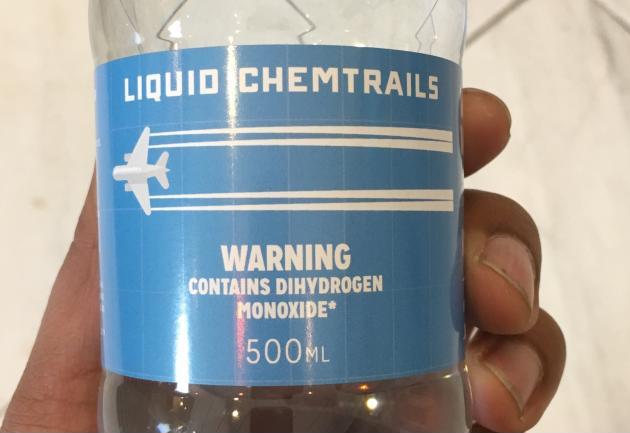 LIQUID CHEMTRAILS
WARNING
CONTAINS DIHYDROGEN
MONOXIDE*
500ML